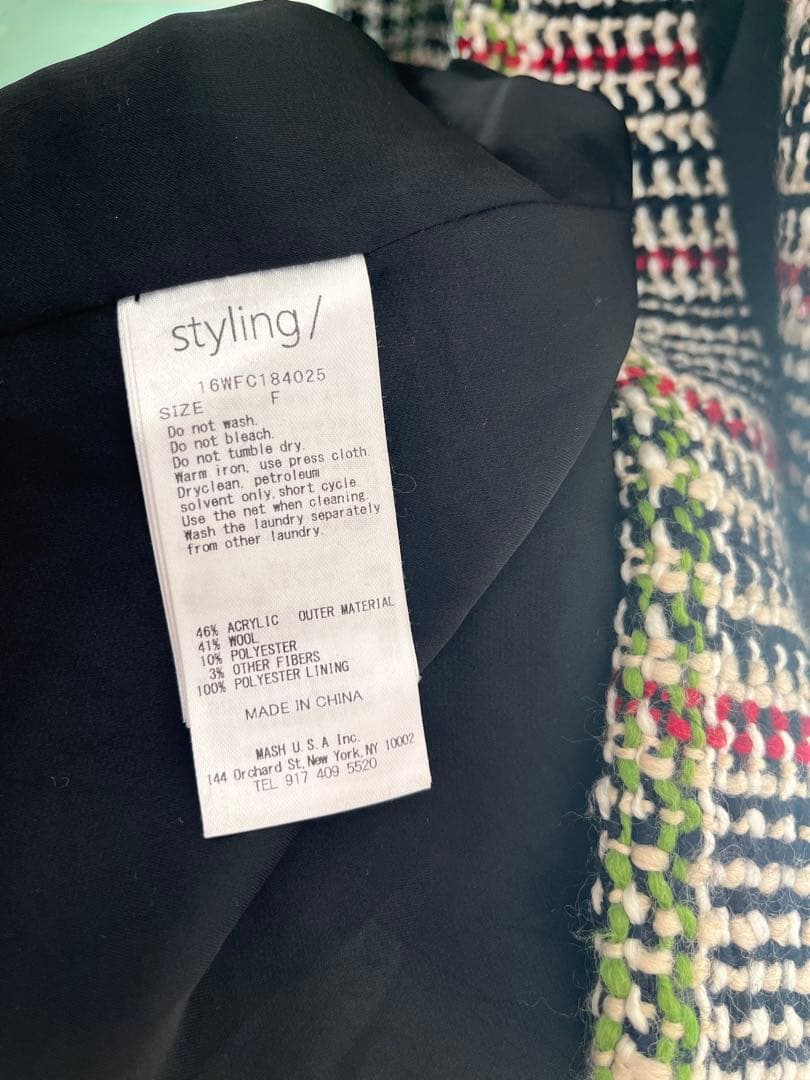 styling/
16WFC184025
SIZE F
Do not wash.
Do not bleach.
Do not tumble dry.
Warm iron, use press cloth.
Dryclean, petroleum
solvent only, short cycle.
Use the net when cleaning.
Wash the laundry separately
from other laundry.
46% ACRYLIC OUTER MATERIAL
41% WOOL
10% POLYESTER
3% OTHER FIBERS
100% POLYESTER LINING
MADE IN CHINA
MASH U.S.A Inc.
144 Orchard St, New York, NY 10002
TEL 917 409 5520